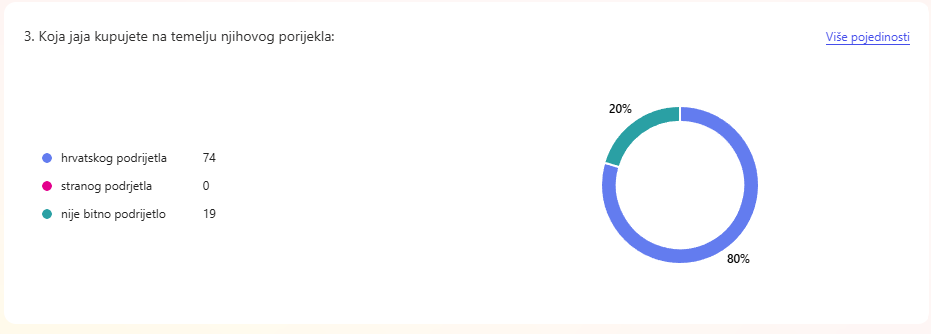 3. Koja jaja kupujete na temelju njihovog porijekla:
Više pojedinosti
hrvatskog podrijetla 74
stranog podrjetla 0
nije bitno podrijetlo 19
20%
80%